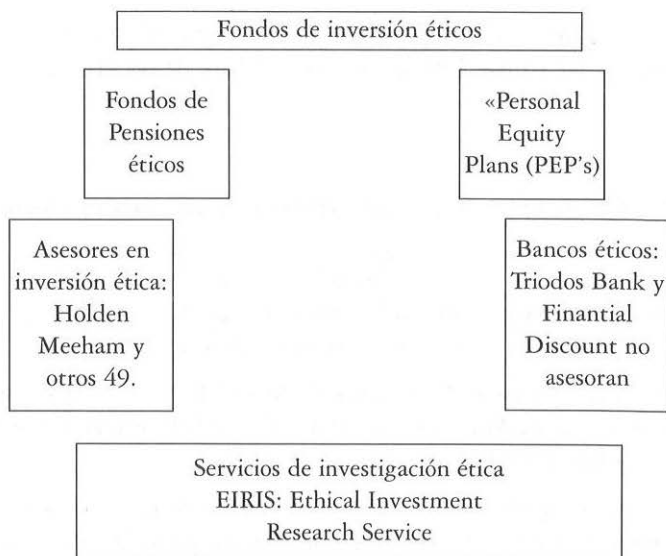 Fondos de inversión éticos
Fondos de
Pensiones
éticos
«Personal
Equity
Plans (PEP's)
Asesores en
inversión ética:
Holden
Meeham y
otros 49.
Bancos éticos:
Triodos Bank y
Finantial
Discount no
asesoran
Servicios de investigación ética
EIRIS: Ethical Investment
Research Service